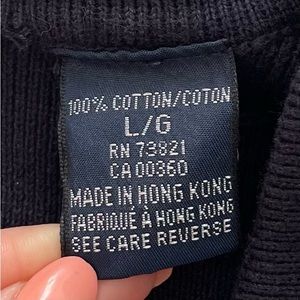 100% COTTON/COTON
L/G
RN 73821
CA 00360
MADE IN HONG KONG
FABRIQUÉ À HONG KONG
SEE CARE REVERSE